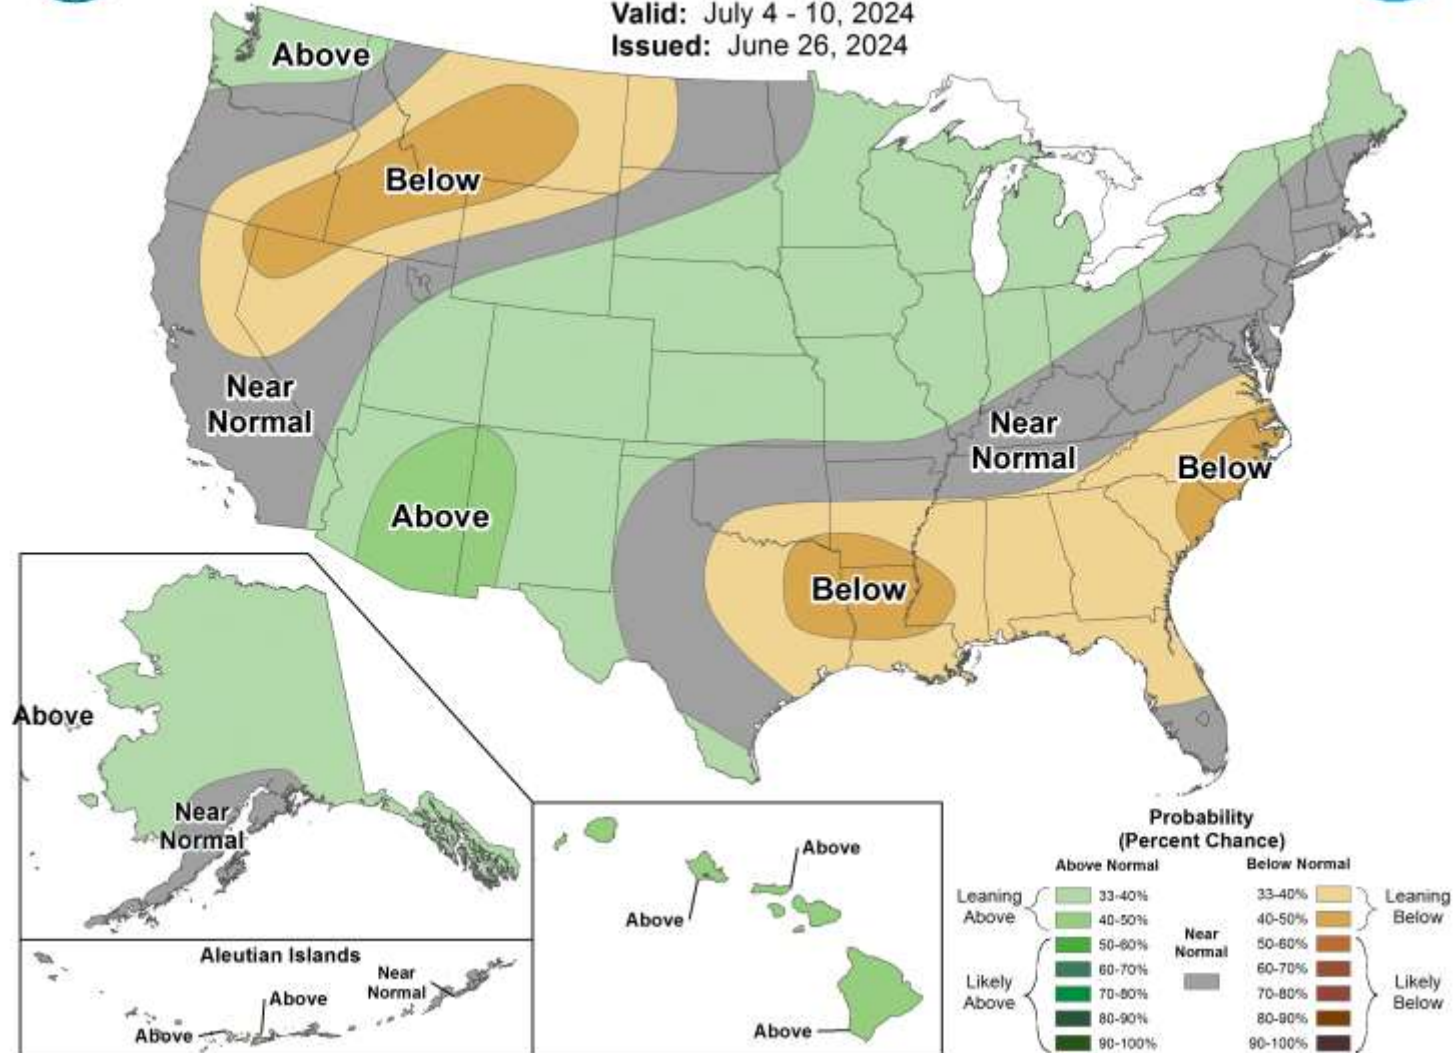 Valid: July 4 - 10, 2024
Issued: June 26, 2024
Above
Below
Near
Normal
Above
Near
Normal
Below
Below
Above
Near
Normal
Above
Above
Above
Aleutian Islands
Near
Normal
Above
Above
Probability
(Percent Chance)
Above Normal
Below Normal
Leaning
Above
33-40%
40-50%
Likely
Above
50-60%
60-70%
70-80%
80-90%
90-100%
Near
Normal
33-40%
40-50%
Leaning
Below
50-60%
60-70%
70-80%
80-90%
90-100%
Likely
Below